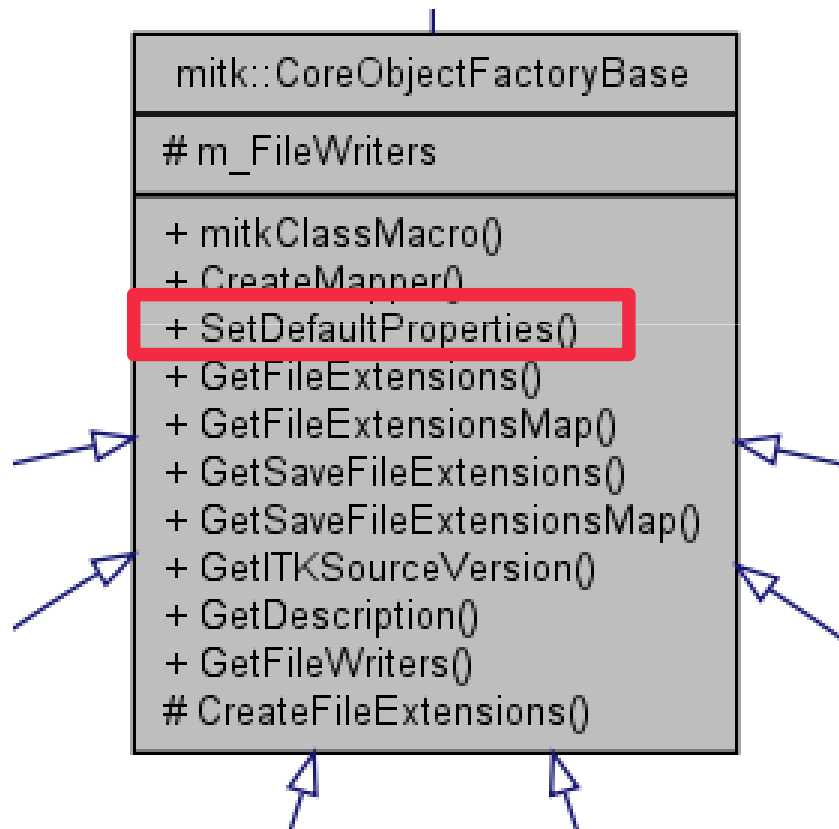 mitk::CoreObjectFactoryBase
# m_FileWriters
+ mitkClassMacro()
+ CreateMapper()
+ SetDefaultProperties()
+ GetFileExtensions()
+ GetFileExtensionsMap()
+ GetSaveFileExtensions()
+ GetSaveFileExtensionsMap()
+ GetITKSourceVersion()
+ GetDescription()
+ GetFileWriters()
# CreateFileExtensions()